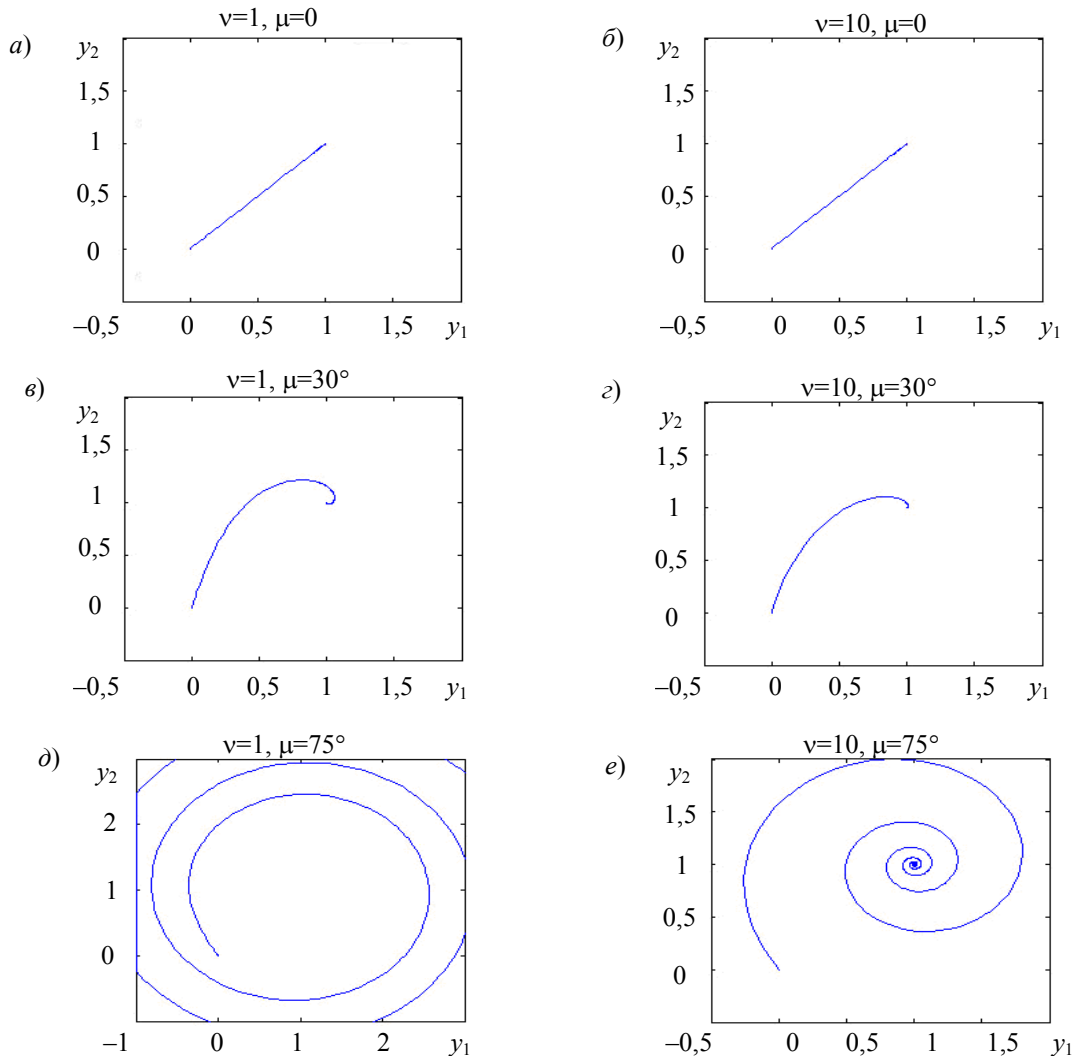 ν=1, μ=0
а)
y₂
1,5
1
0,5
0
–0,5 0 0,5 1 1,5 y₁
ν=10, μ=0
б)
y₂
1,5
1
0,5
0
–0,5 0 0,5 1 1,5 y₁
ν=1, μ=30°
в)
y₂
1,5
1
0,5
0
–0,5 0 0,5 1 1,5 y₁
ν=10, μ=30°
г)
y₂
1,5
1
0,5
0
–0,5 0 0,5 1 1,5 y₁
ν=1, μ=75°
д)
y₂
2
1
0
–1 0 1 2 y₁
ν=10, μ=75°
е)
y₂
1,5
1
0,5
0
–0,5 0 0,5 1 1,5 y₁